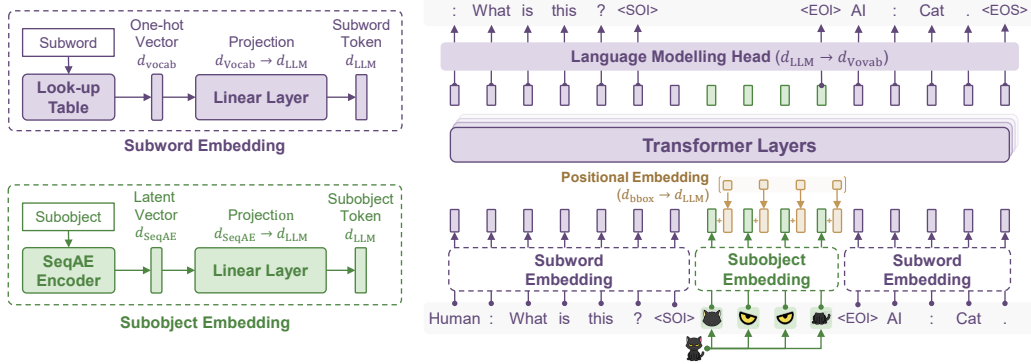 Subword
One-hot
Vector
d_vocab
Projection
d_Vocab → d_LLM
Subword
Token
d_LLM
Look-up
Table
Linear Layer
Subword Embedding
Subobject
Latent
Vector
d_SeqAE
Projection
d_SeqAE → d_LLM
Subobject
Token
d_LLM
SeqAE
Encoder
Linear Layer
Subobject Embedding
: What is this ? <SOI> <EOI> AI : Cat . <EOS>
Language Modelling Head (d_LLM → d_Vovab)
Transformer Layers
Positional Embedding
(d_bbox → d_LLM)
+ + + +
Subword
Embedding
Subobject
Embedding
Subword
Embedding
Human : What is this ? <SOI> <EOI> AI : Cat .